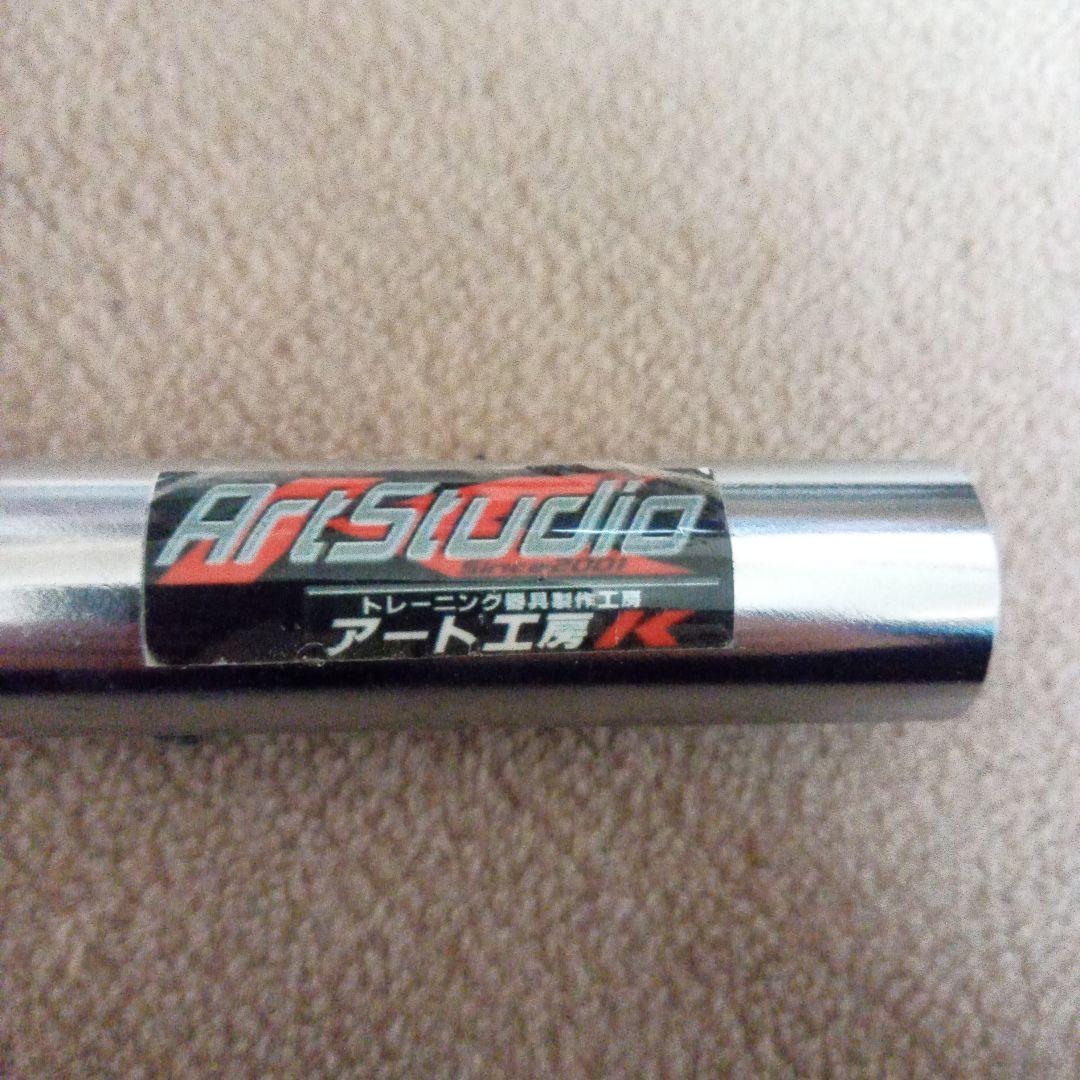 ArtStudio
Since 2001
トレーニング器具製作工房
アート工房K